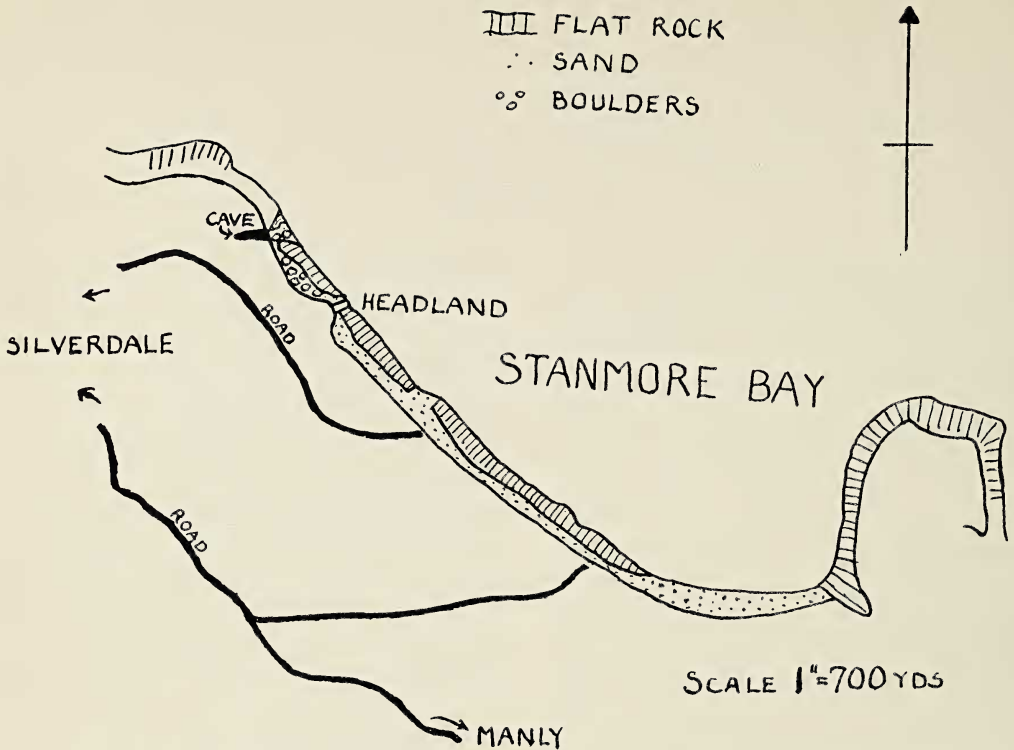 FLAT ROCK
SAND
BOULDERS
CAVE
HEADLAND
ROAD
SILVERDALE
STANMORE BAY
ROAD
SCALE 1"=700 YDS
MANLY